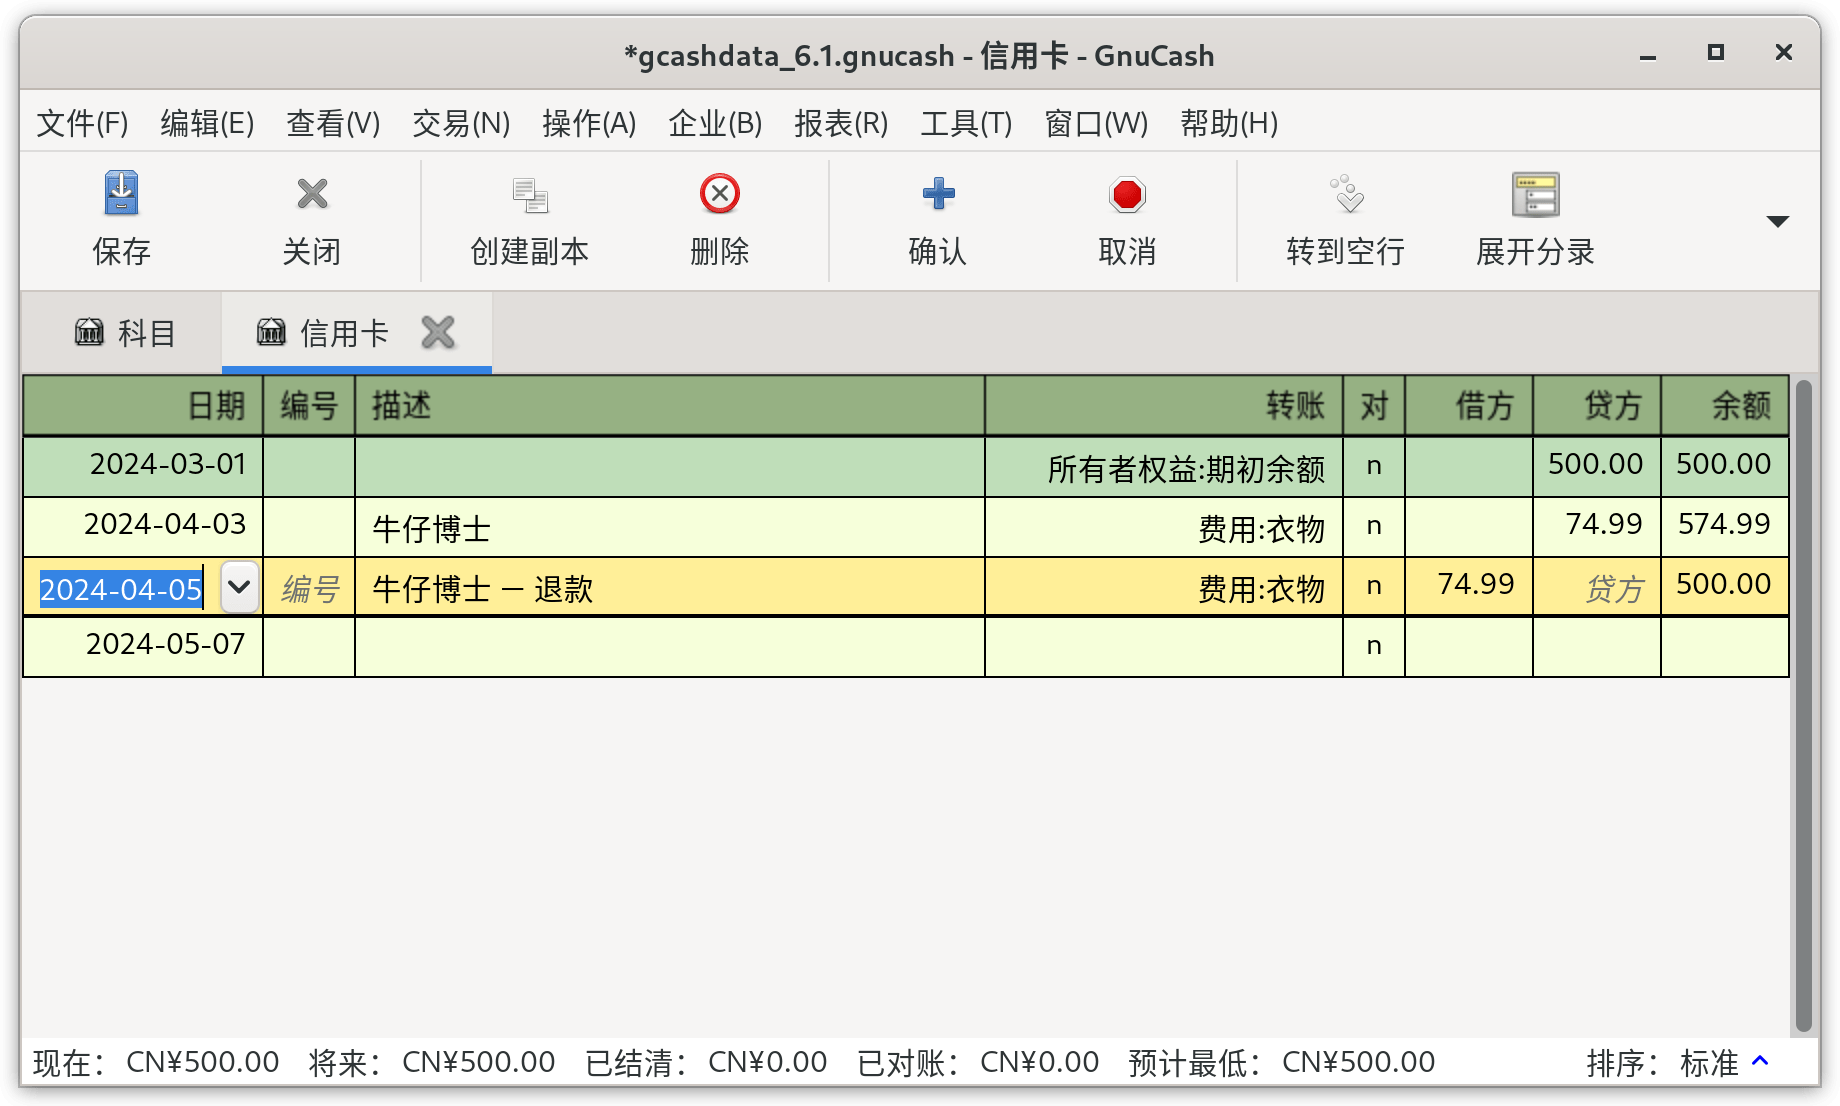 *gcashdata_6.1.gnucash - 信用卡 - GnuCash
文件(F) 编辑(E) 查看(V) 交易(N) 操作(A) 企业(B) 报表(R) 工具(T) 窗口(W) 帮助(H)
保存 关闭 创建副本 删除 确认 取消 转到空行 展开分录
科目 信用卡
日期 编号 描述 转账 对 借方 贷方 余额
2024-03-01 所有者权益:期初余额 n 500.00 500.00
2024-04-03 牛仔博士 费用:衣物 n 74.99 574.99
2024-04-05 编号 牛仔博士 — 退款 费用:衣物 n 74.99 贷方 500.00
2024-05-07 n
现在： CN¥500.00 将来： CN¥500.00 已结清： CN¥0.00 已对账： CN¥0.00 预计最低： CN¥500.00 排序： 标准